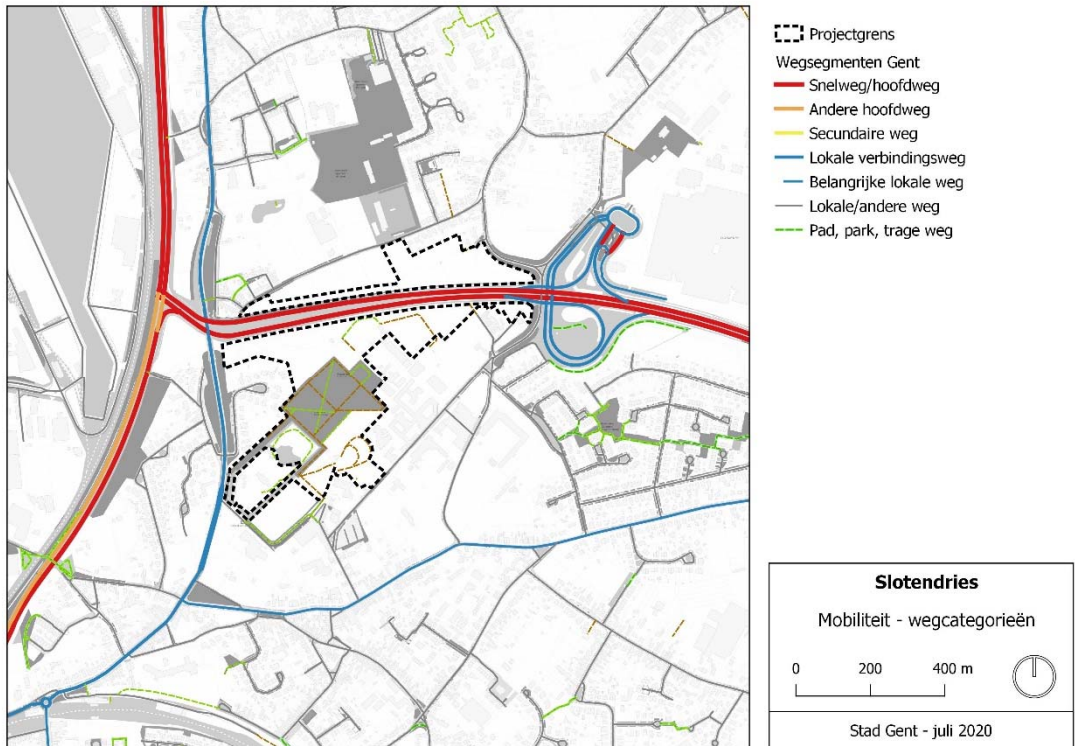 Projectgrens
Wegsegmenten Gent
Snelweg/hoofdweg
Andere hoofdweg
Secundaire weg
Lokale verbindingsweg
Belangrijke lokale weg
Lokale/andere weg
Pad, park, trage weg
Slotendries
Mobiliteit - wegcategorieën
0 200 400 m
Stad Gent - juli 2020